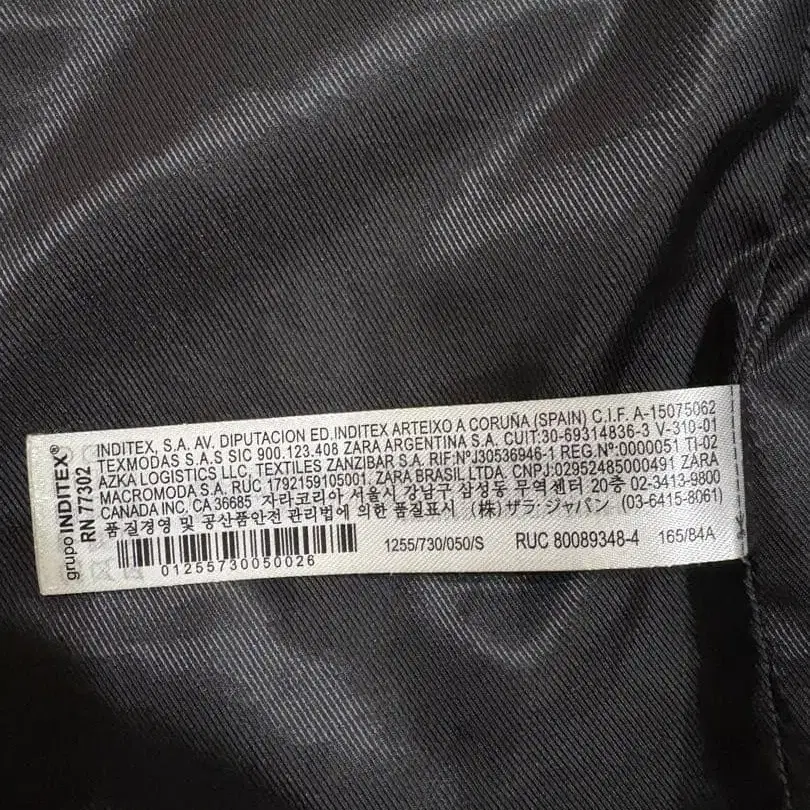 grupo INDITEX®
RN 77302
INDITEX, S.A. AV. DIPUTACION ED.INDITEX ARTEIXO A CORUÑA (SPAIN) C.I.F. A-15075062
TEXMODAS S.A.S SIC 900.123.408 ZARA ARGENTINA S.A. CUIT:30-69314836-3 V-310-01
AZKA LOGISTICS LLC, TEXTILES ZANZIBAR S.A. RIF:NºJ30536946-1 REG.Nº:0000051 TI-02
MACROMODA S.A. RUC 1792159105001. ZARA BRASIL LTDA. CNPJ:02952485000491 ZARA
CANADA INC. CA 36685 자라코리아 서울시 강남구 삼성동 무역센터 20층 02-3413-9800
품질경영 및 공산품안전 관리법에 의한 품질표시 (株) ザラ・ジャパン (03-6415-8061)
01255730050026
1255/730/050/S RUC 80089348-4 165/84A